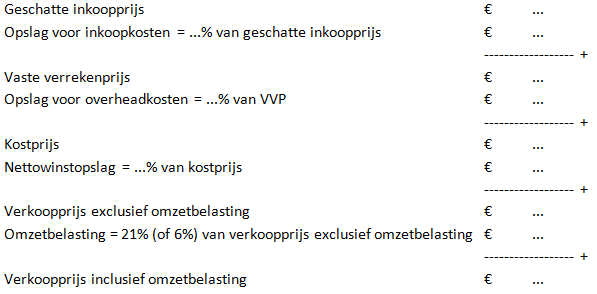 Geschatte inkoopprijs € ...
Opslag voor inkoopkosten = ...% van geschatte inkoopprijs € ...
------------------ +
Vaste verrekenprijs € ...
Opslag voor overheadkosten = ...% van VVP € ...
------------------ +
Kostprijs € ...
Nettowinstopslag = ...% van kostprijs € ...
------------------ +
Verkoopprijs exclusief omzetbelasting € ...
Omzetbelasting = 21% (of 6%) van verkoopprijs exclusief omzetbelasting € ...
------------------ +
Verkoopprijs inclusief omzetbelasting € ...